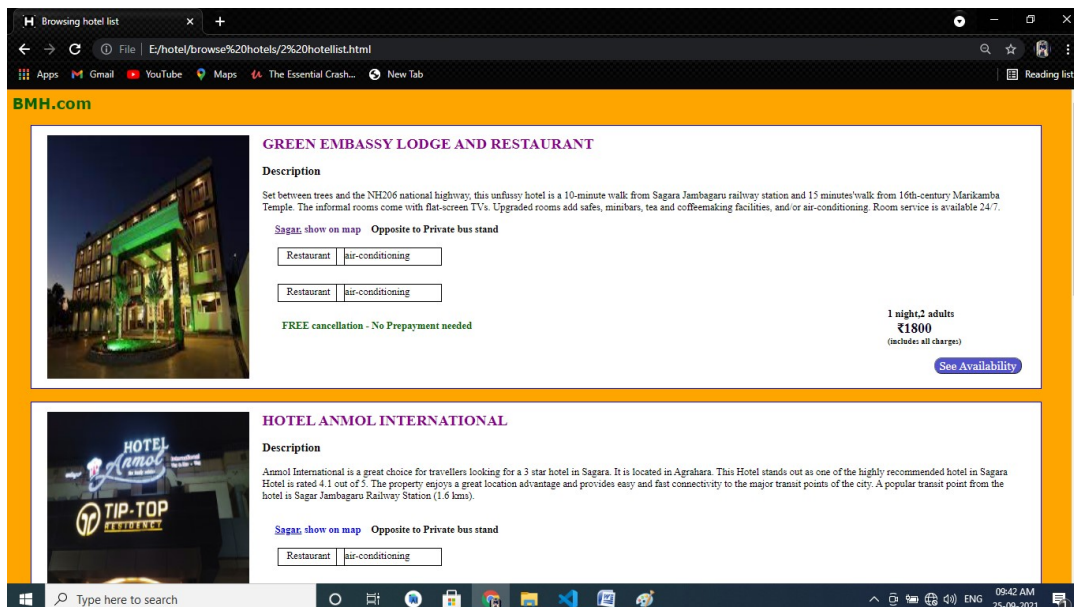 Browsing hotel list
File
E:/hotel/browse%20hotels/2%20hotellist.html
Apps
Gmail
YouTube
Maps
The Essential Crash...
New Tab
Reading list
BMH.com
GREEN EMBASSY LODGE AND RESTAURANT
Description
Set between trees and the NH206 national highway, this unfussy hotel is a 10-minute walk from Sagara Jambagaru railway station and 15 minutes'walk from 16th-century Marikamba
Temple. The informal rooms come with flat-screen TVs. Upgraded rooms add safes, minibars, tea and coffeemaking facilities, and/or air-conditioning. Room service is available 24/7.
Sagar, show on map Opposite to Private bus stand
Restaurant air-conditioning
Restaurant air-conditioning
FREE cancellation - No Prepayment needed
1 night,2 adults
₹1800
(includes all charges)
See Availability
HOTEL Anmol International
TIP-TOP
RESIDENCY
HOTEL ANMOL INTERNATIONAL
Description
Anmol International is a great choice for travellers looking for a 3 star hotel in Sagara. It is located in Agrahara. This Hotel stands out as one of the highly recommended hotel in Sagara
Hotel is rated 4.1 out of 5. The property enjoys a great location advantage and provides easy and fast connectivity to the major transit points of the city. A popular transit point from the
hotel is Sagar Jambagaru Railway Station (1.6 kms).
Sagar, show on map Opposite to Private bus stand
Restaurant air-conditioning
Type here to search
ENG
09:42 AM
25-09-2021